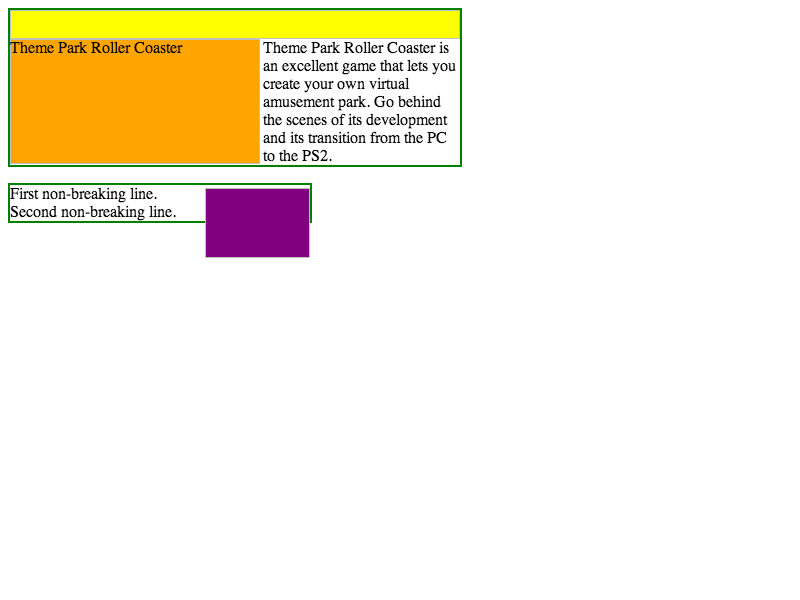 Theme Park Roller Coaster
Theme Park Roller Coaster is
an excellent game that lets you
create your own virtual
amusement park. Go behind
the scenes of its development
and its transition from the PC
to the PS2.
First non-breaking line.
Second non-breaking line.